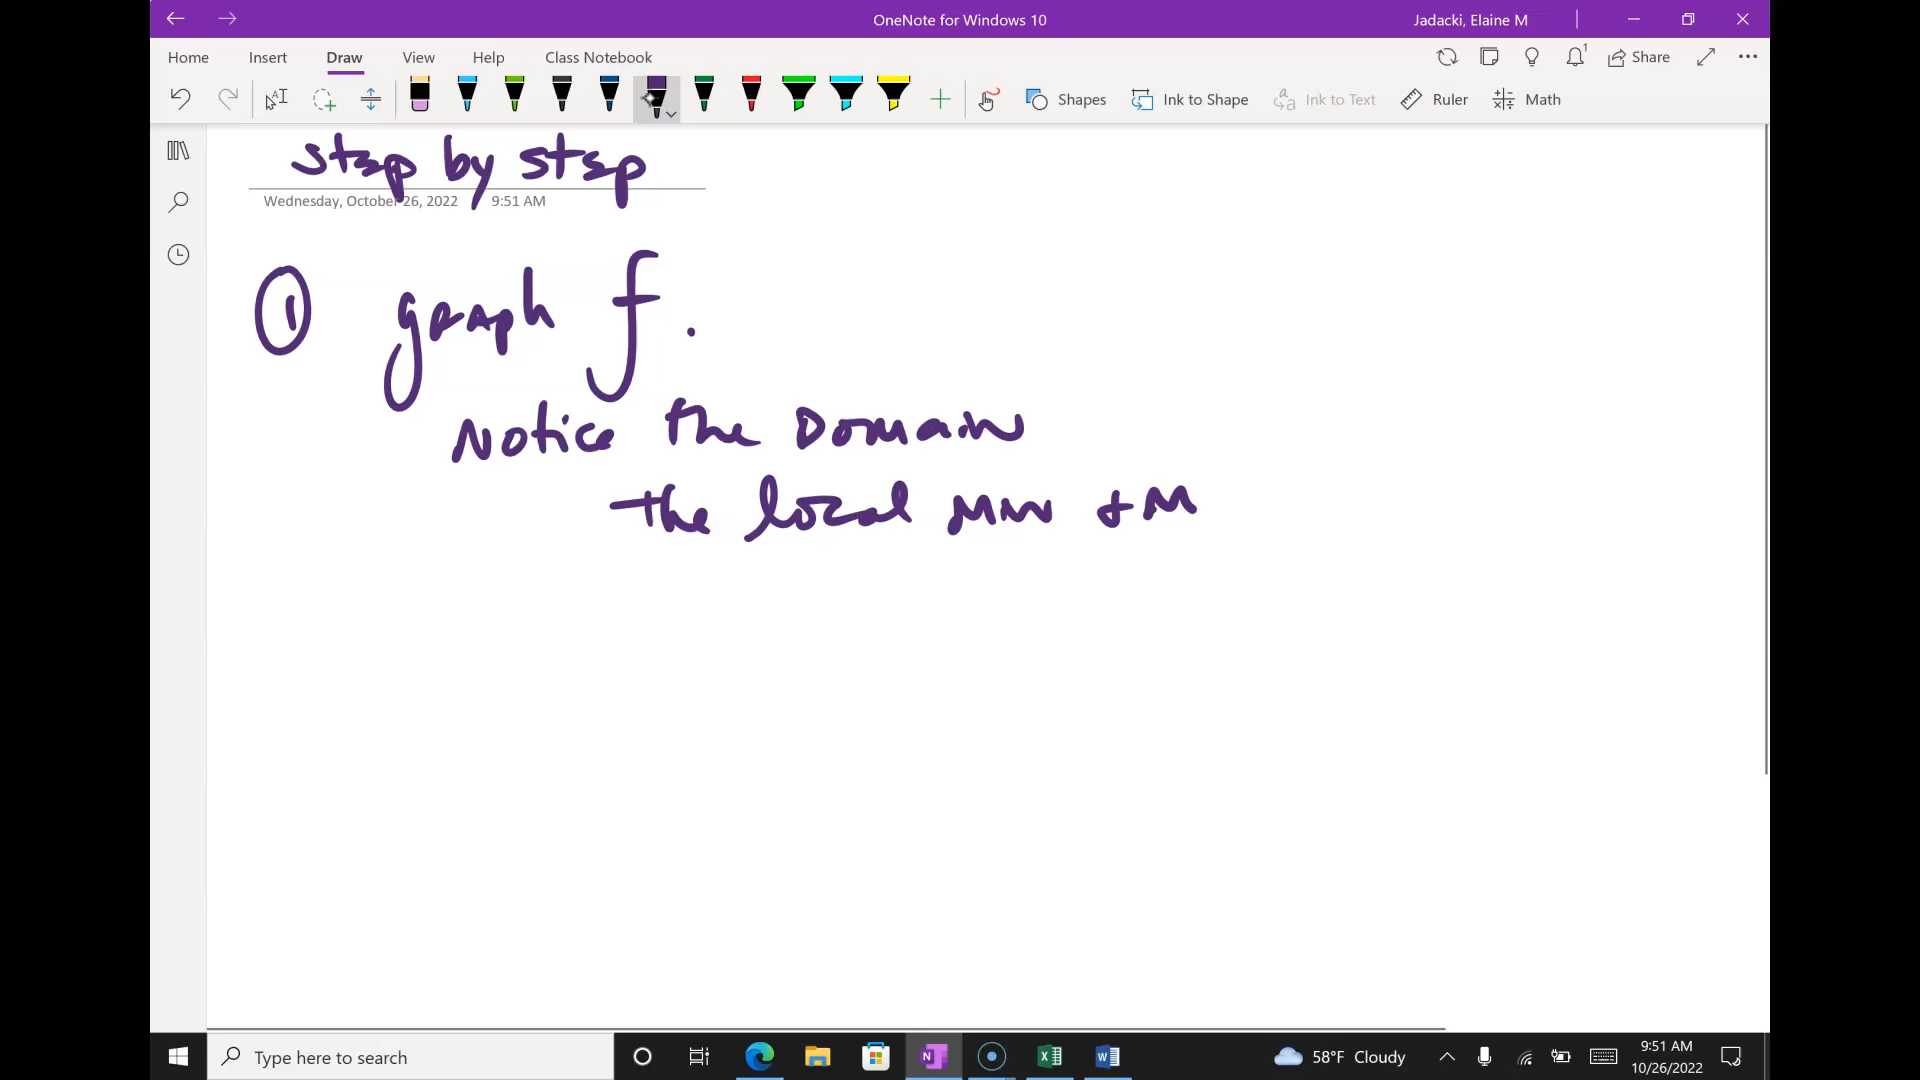 OneNote for Windows 10
Jadacki, Elaine M
Home Insert Draw View Help Class Notebook
1
Share
Shapes Ink to Shape Ink to Text Ruler Math
step by step
Wednesday, October 26, 2022 9:51 AM
① graph f.
Notice the Domain
the local min + M
Type here to search
58°F Cloudy
9:51 AM
10/26/2022